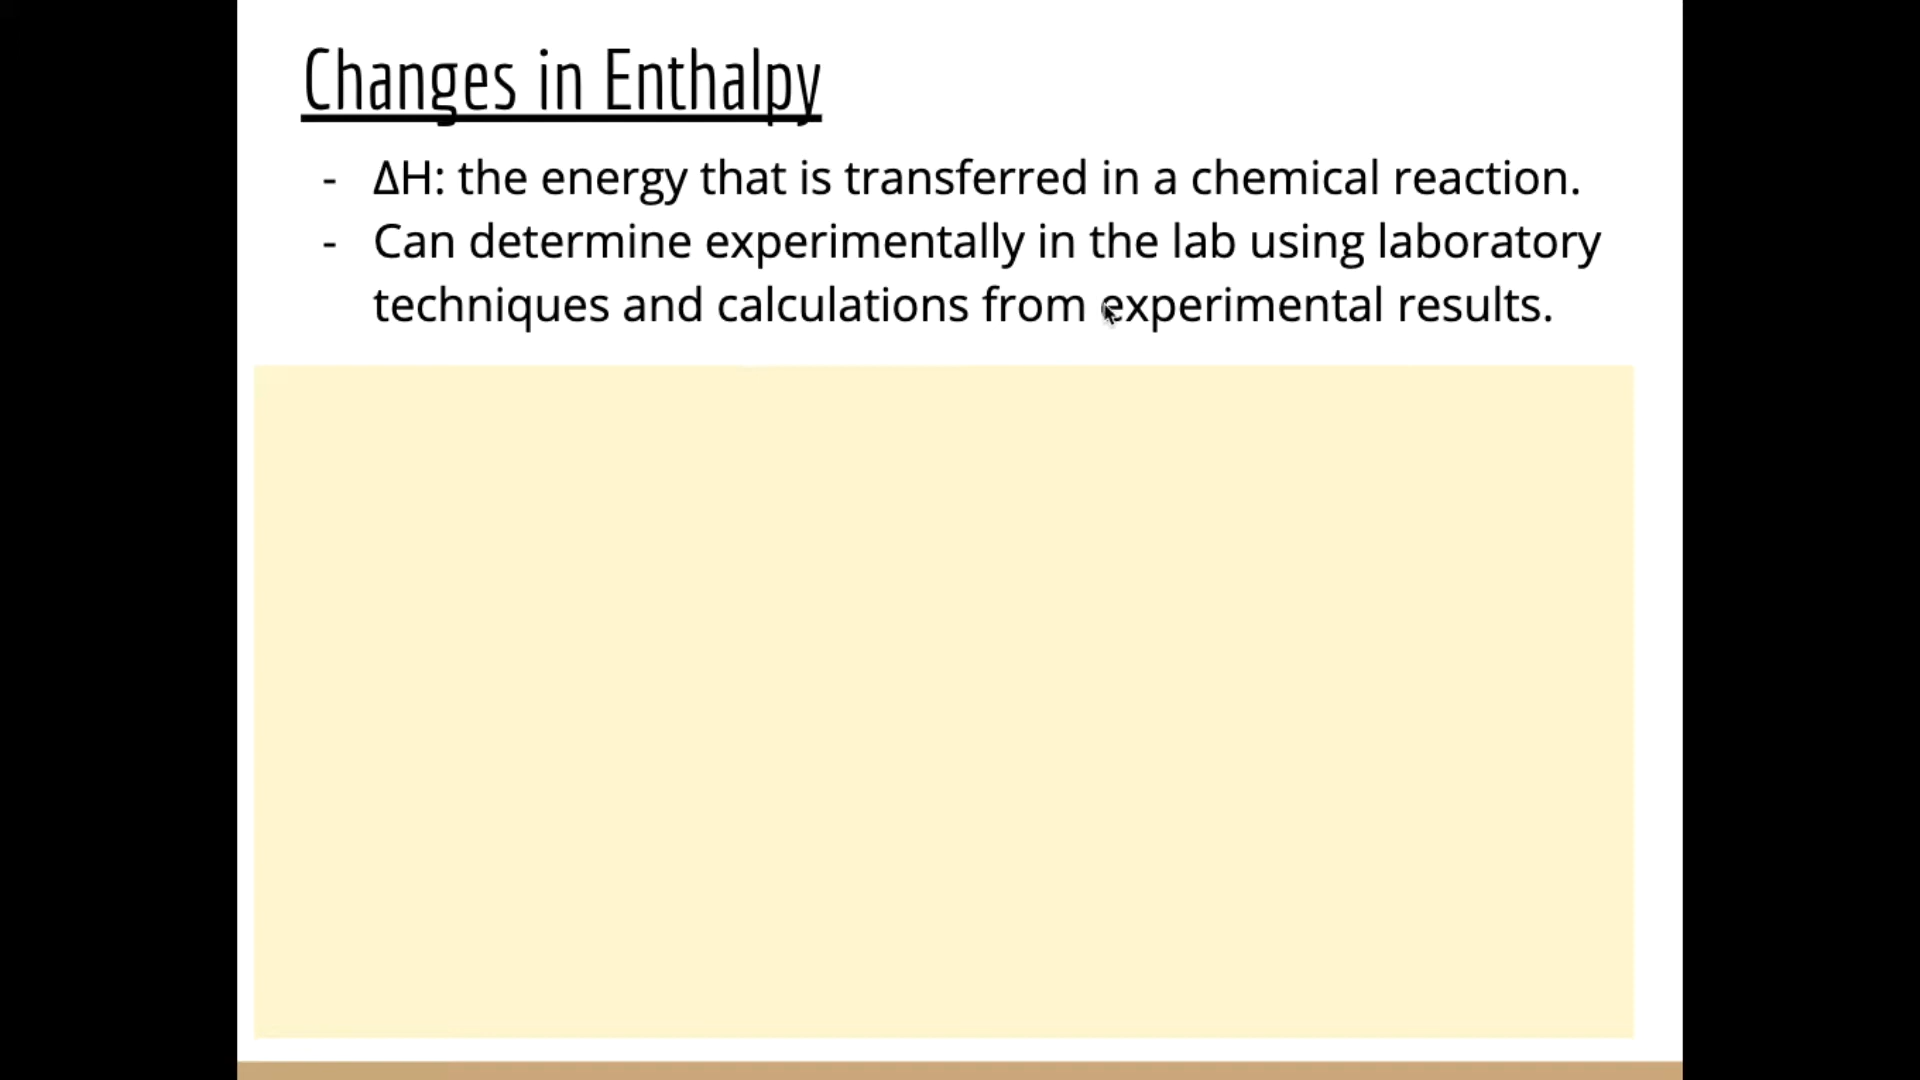 Changes in Enthalpy
- ΔH: the energy that is transferred in a chemical reaction.
- Can determine experimentally in the lab using laboratory
techniques and calculations from experimental results.